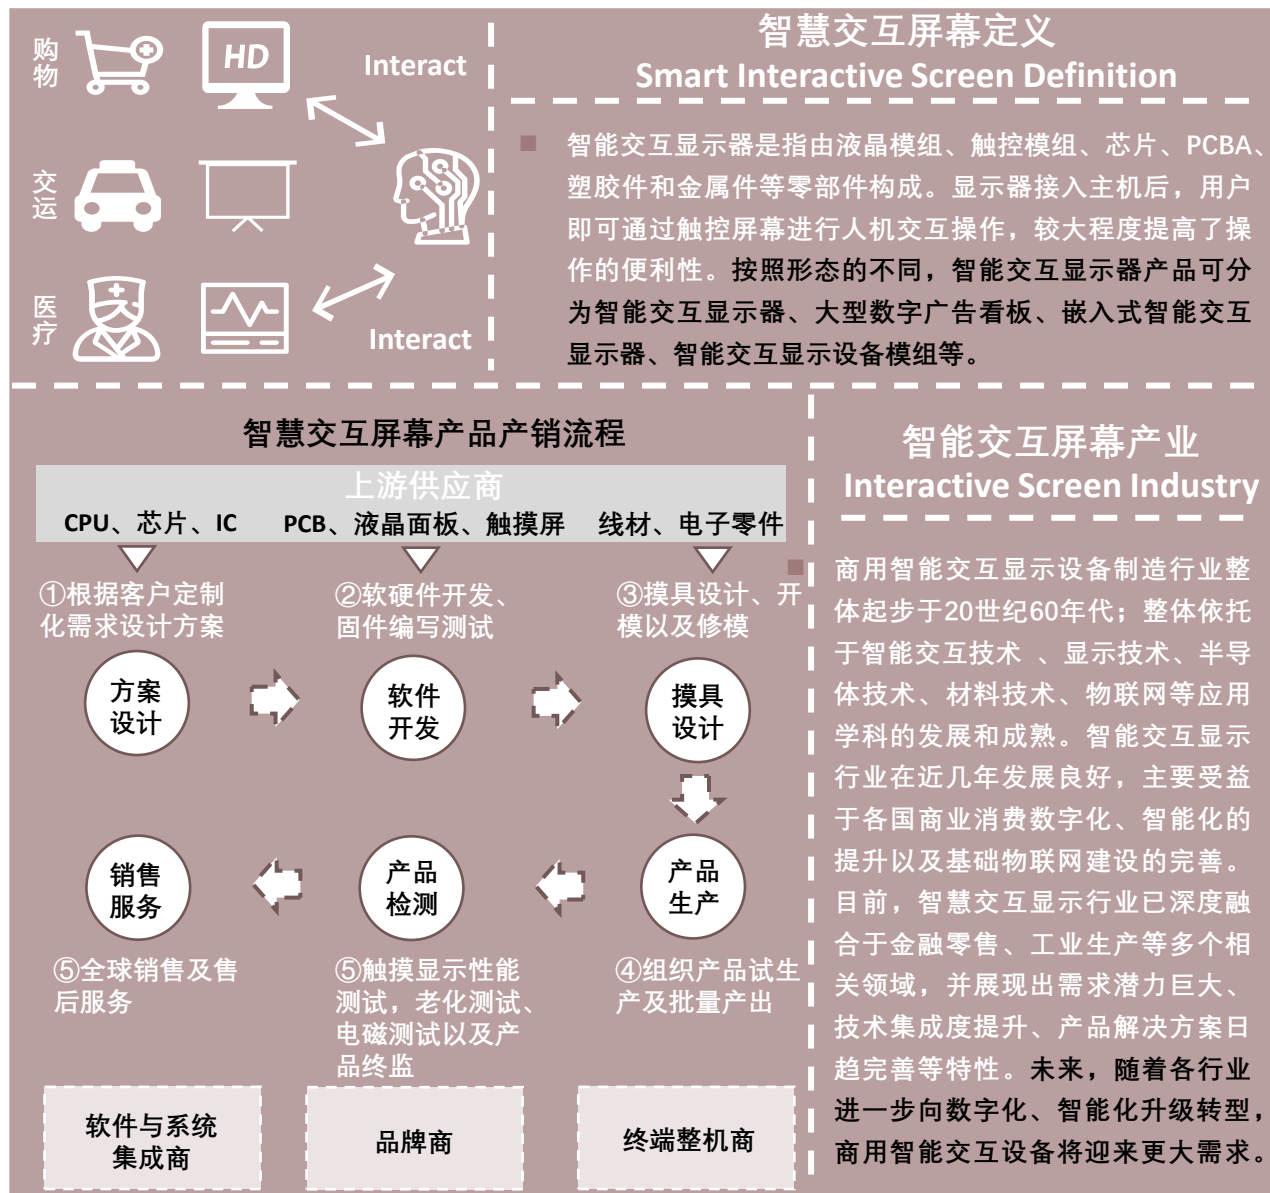 购物
HD
Interact
交运
医疗
Interact
智慧交互屏幕定义
Smart Interactive Screen Definition
智能交互显示器是指由液晶模组、触控模组、芯片、PCBA、
塑胶件和金属件等零部件构成。显示器接入主机后，用户
即可通过触控屏幕进行人机交互操作，较大程度提高了操
作的便利性。按照形态的不同，智能交互显示器产品可分
为智能交互显示器、大型数字广告看板、嵌入式智能交互
显示器、智能交互显示设备模组等。
智慧交互屏幕产品产销流程
上游供应商
CPU、芯片、IC
PCB、液晶面板、触摸屏
线材、电子零件
①根据客户定制
化需求设计方案
②软硬件开发、
固件编写测试
③摸具设计、开
模以及修模
方案
设计
软件
开发
摸具
设计
销售
服务
产品
检测
产品
生产
⑤全球销售及售
后服务
⑤触摸显示性能
测试，老化测试、
电磁测试以及产
品终监
④组织产品试生
产及批量产出
软件与系统
集成商
品牌商
终端整机商
智能交互屏幕产业
Interactive Screen Industry
商用智能交互显示设备制造行业整
体起步于20世纪60年代；整体依托
于智能交互技术 、显示技术、半导
体技术、材料技术、物联网等应用
学科的发展和成熟。智能交互显示
行业在近几年发展良好，主要受益
于各国商业消费数字化、智能化的
提升以及基础物联网建设的完善。
目前，智慧交互显示行业已深度融
合于金融零售、工业生产等多个相
关领域，并展现出需求潜力巨大、
技术集成度提升、产品解决方案日
趋完善等特性。未来，随着各行业
进一步向数字化、智能化升级转型，
商用智能交互设备将迎来更大需求。